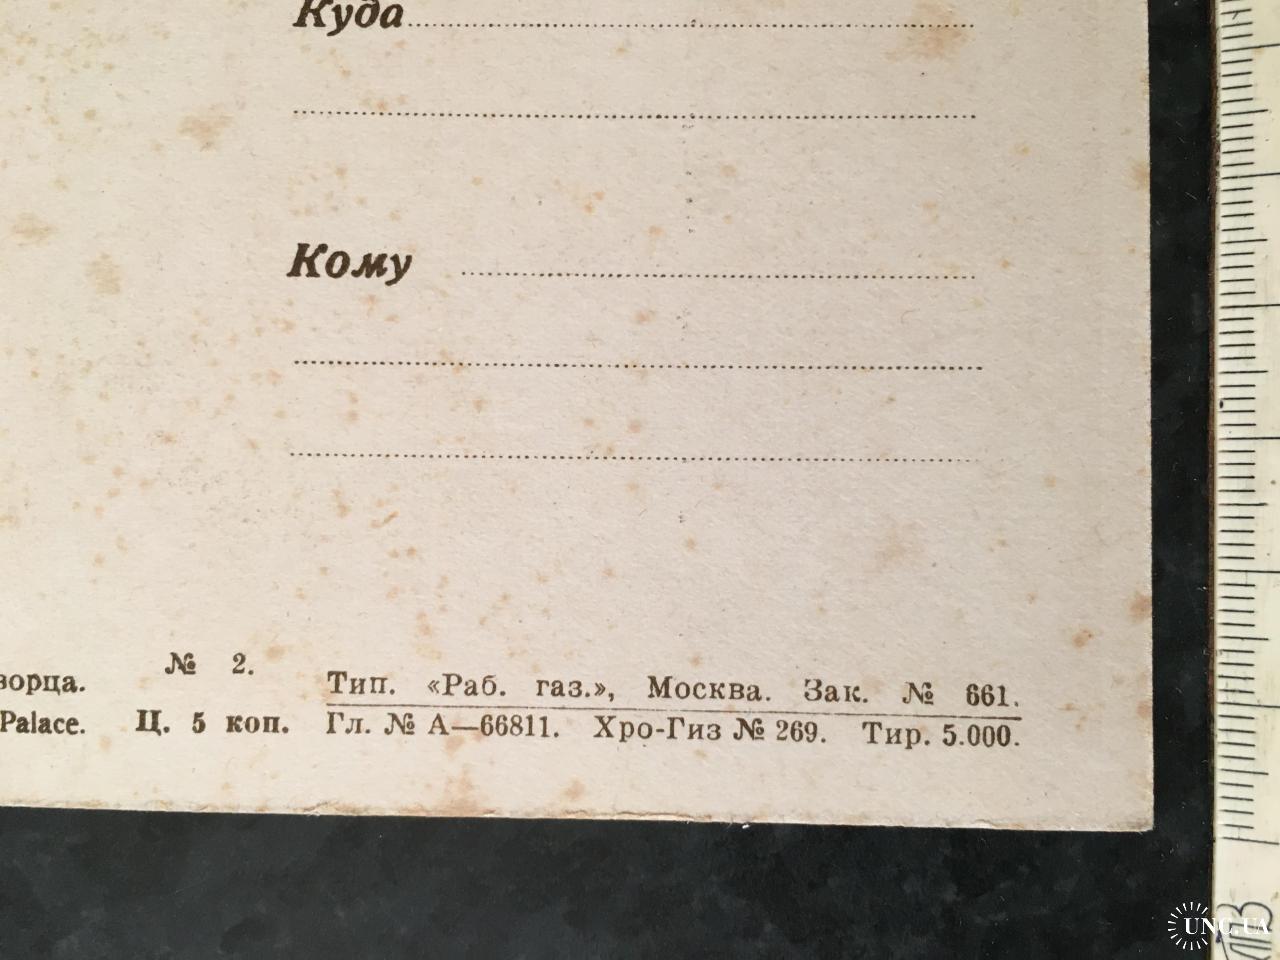 Куда
Кому
№ 2.
ворца.
Тип. «Раб. газ.», Москва. Зак. № 661.
Palace. Ц. 5 коп. Гл. № А—66811. Хро-Гиз № 269. Тир. 5.000.
UNC.UA